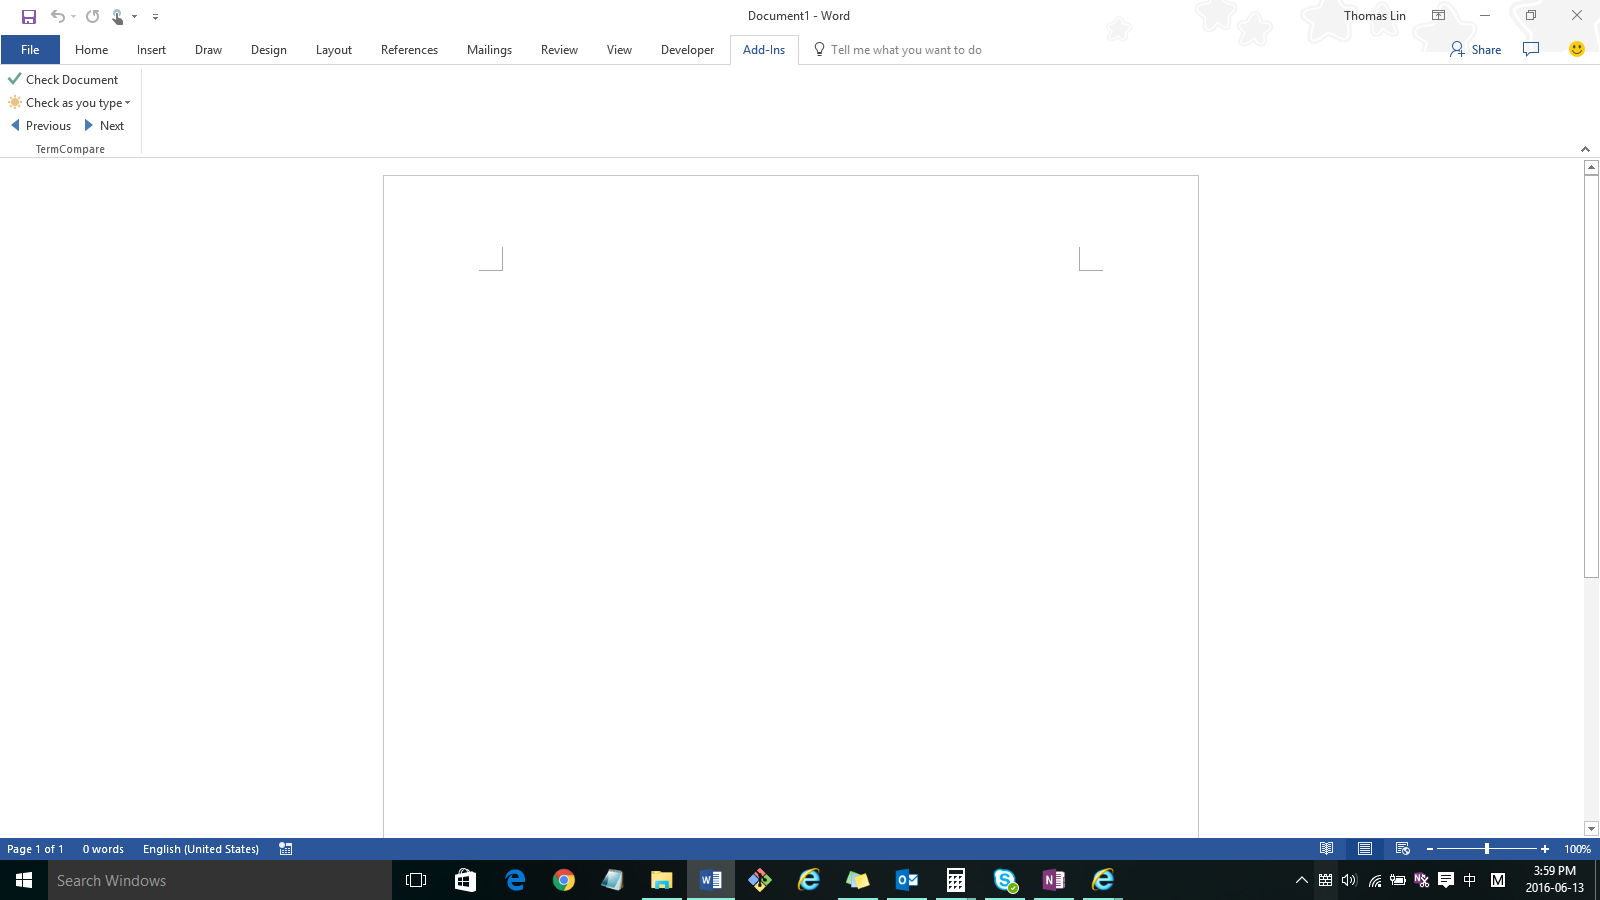 Document1 - Word
Thomas Lin
File Home Insert Draw Design Layout References Mailings Review View Developer Add-Ins Tell me what you want to do Share
Check Document
Check as you type
Previous Next
TermCompare
Page 1 of 1 0 words English (United States) 100%
Search Windows
中 M
3:59 PM
2016-06-13